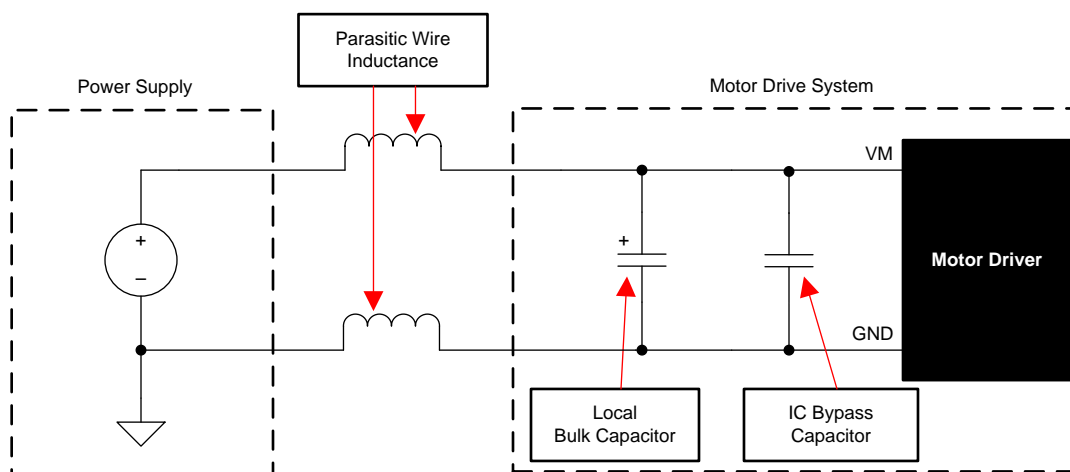 Parasitic Wire
Inductance
Power Supply
Motor Drive System
VM
+
+
–
Motor Driver
GND
Local
Bulk Capacitor
IC Bypass
Capacitor